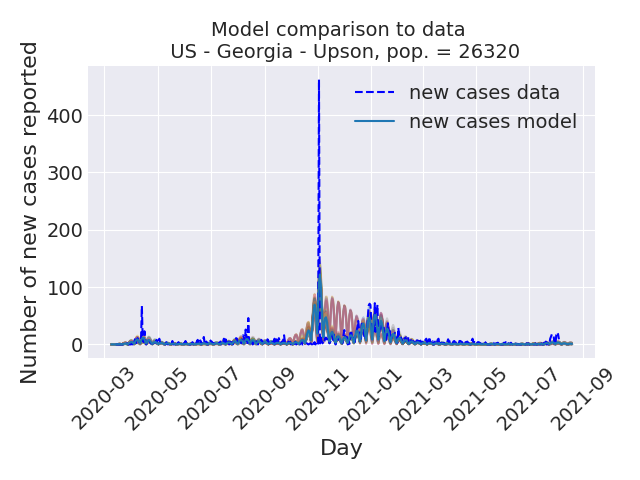 Model comparison to data
US - Georgia - Upson, pop. = 26320
Number of new cases reported
400
300
200
100
0
new cases data
new cases model
2020-03
2020-05
2020-07
2020-09
2020-11
2021-01
2021-03
2021-05
2021-07
2021-09
Day